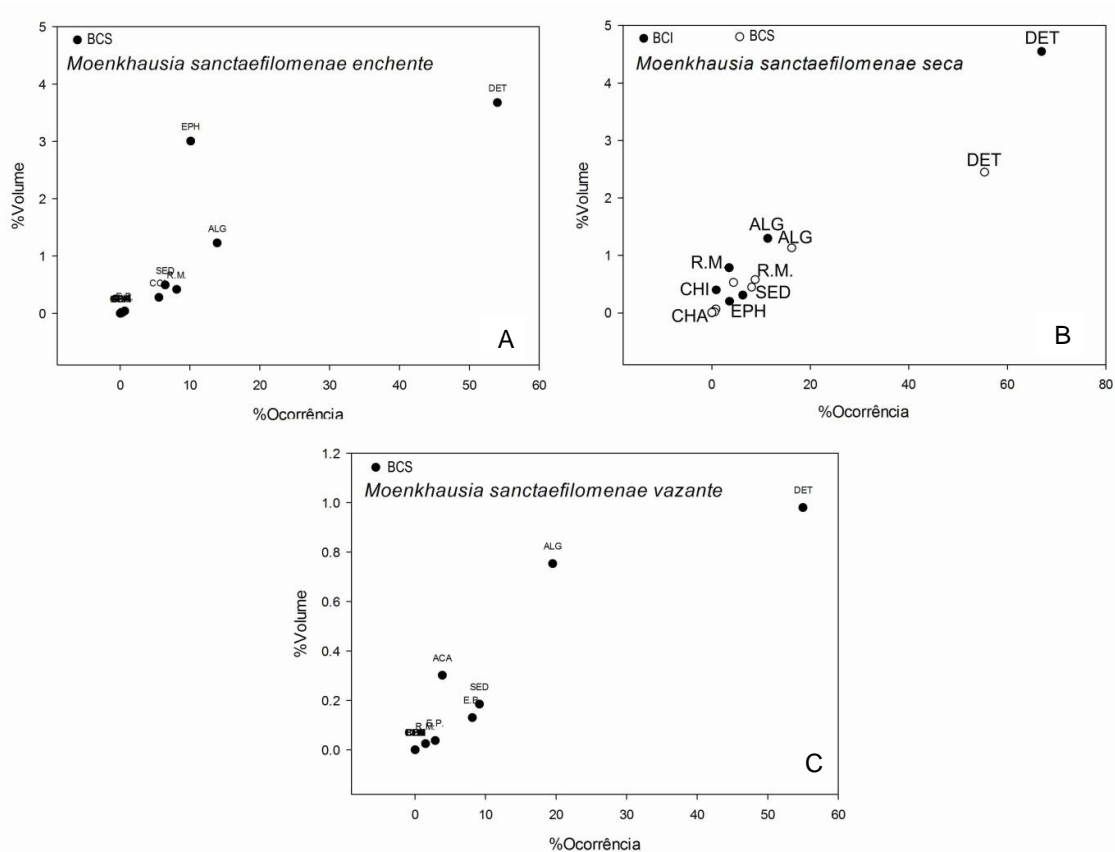 BCS
Moenkhausia sanctaefilomenae enchente
5
4
3
2
1
0
%Volume
DET
EPH
ALG
SED
R.M.
A
0 10 20 30 40 50 60
%Ocorrência
BCI BCS
Moenkhausia sanctaefilomenae seca
5
4
3
2
1
0
%Volume
DET
DET
ALG
ALG
R.M.
R.M.
CHI
SED
EPH
CHA
B
0 20 40 60 80
%Ocorrência
BCS
Moenkhausia sanctaefilomenae vazante
1.2
1.0
0.8
0.6
0.4
0.2
0.0
%Volume
DET
ALG
ACA
SED
E.B.
E.P.
R.M.
C
0 10 20 30 40 50 60
%Ocorrência